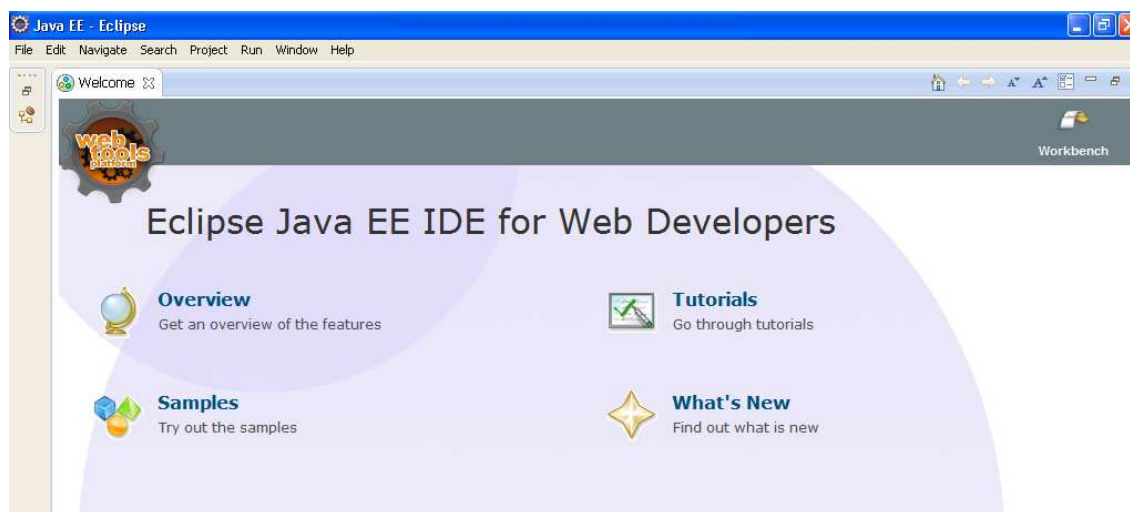 Java EE - Eclipse
File Edit Navigate Search Project Run Window Help
Welcome
web
tools
platform
Workbench
Eclipse Java EE IDE for Web Developers
Overview
Get an overview of the features
Tutorials
Go through tutorials
Samples
Try out the samples
What's New
Find out what is new